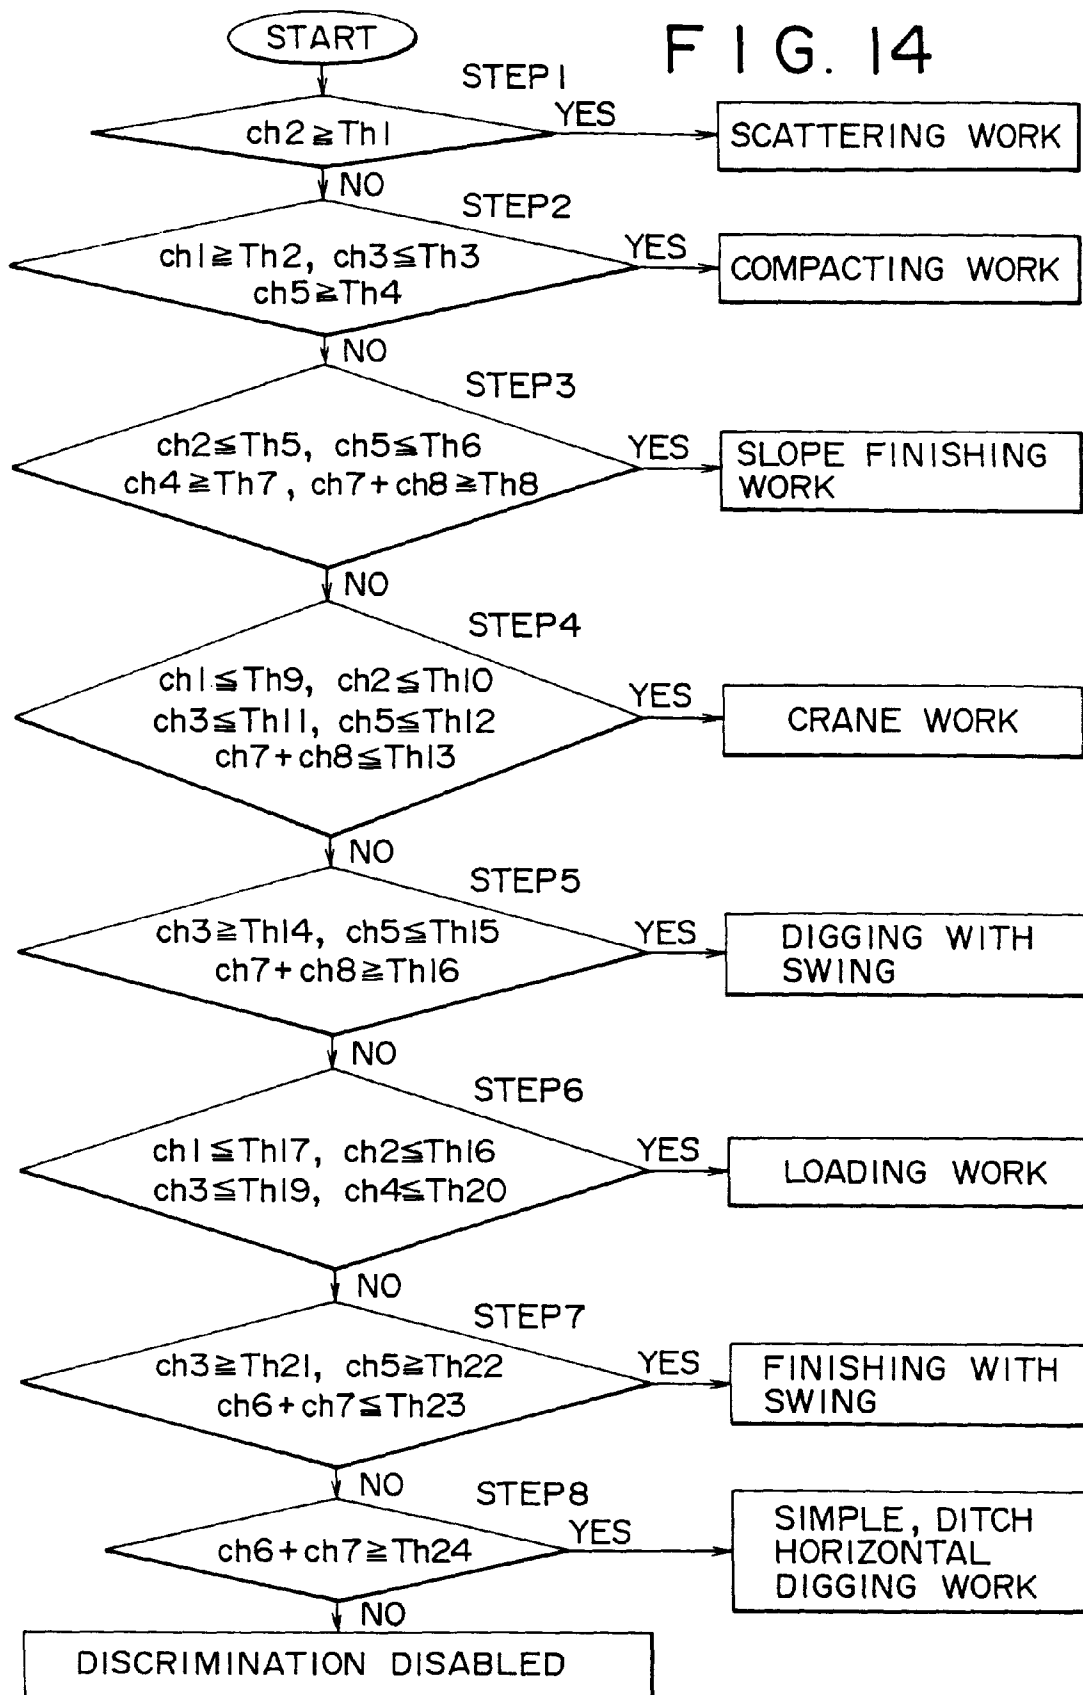 START
FIG. 14
STEP1
ch2≧Th1
YES
SCATTERING WORK
NO
STEP2
ch1≧Th2, ch3≦Th3
ch5≧Th4
YES
COMPACTING WORK
NO
STEP3
ch2≦Th5, ch5≦Th6
ch4≧Th7, ch7+ch8≧Th8
YES
SLOPE FINISHING
WORK
NO
STEP4
ch1≦Th9, ch2≦Th10
ch3≦Th11, ch5≦Th12
ch7+ch8≦Th13
YES
CRANE WORK
NO
STEP5
ch3≧Th14, ch5≦Th15
ch7+ch8≧Th16
YES
DIGGING WITH
SWING
NO
STEP6
ch1≦Th17, ch2≦Th16
ch3≦Th19, ch4≦Th20
YES
LOADING WORK
NO
STEP7
ch3≧Th21, ch5≧Th22
ch6+ch7≦Th23
YES
FINISHING WITH
SWING
NO
STEP8
ch6+ch7≧Th24
YES
SIMPLE, DITCH
HORIZONTAL
DIGGING WORK
NO
DISCRIMINATION DISABLED